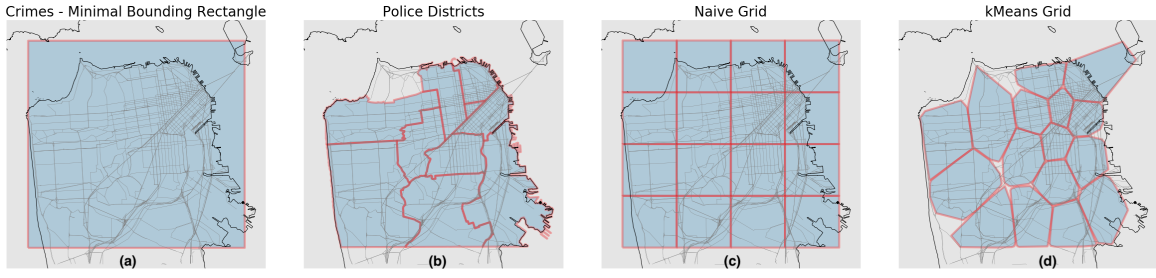 Crimes - Minimal Bounding Rectangle
Police Districts
Naive Grid
kMeans Grid
(a)
(b)
(c)
(d)